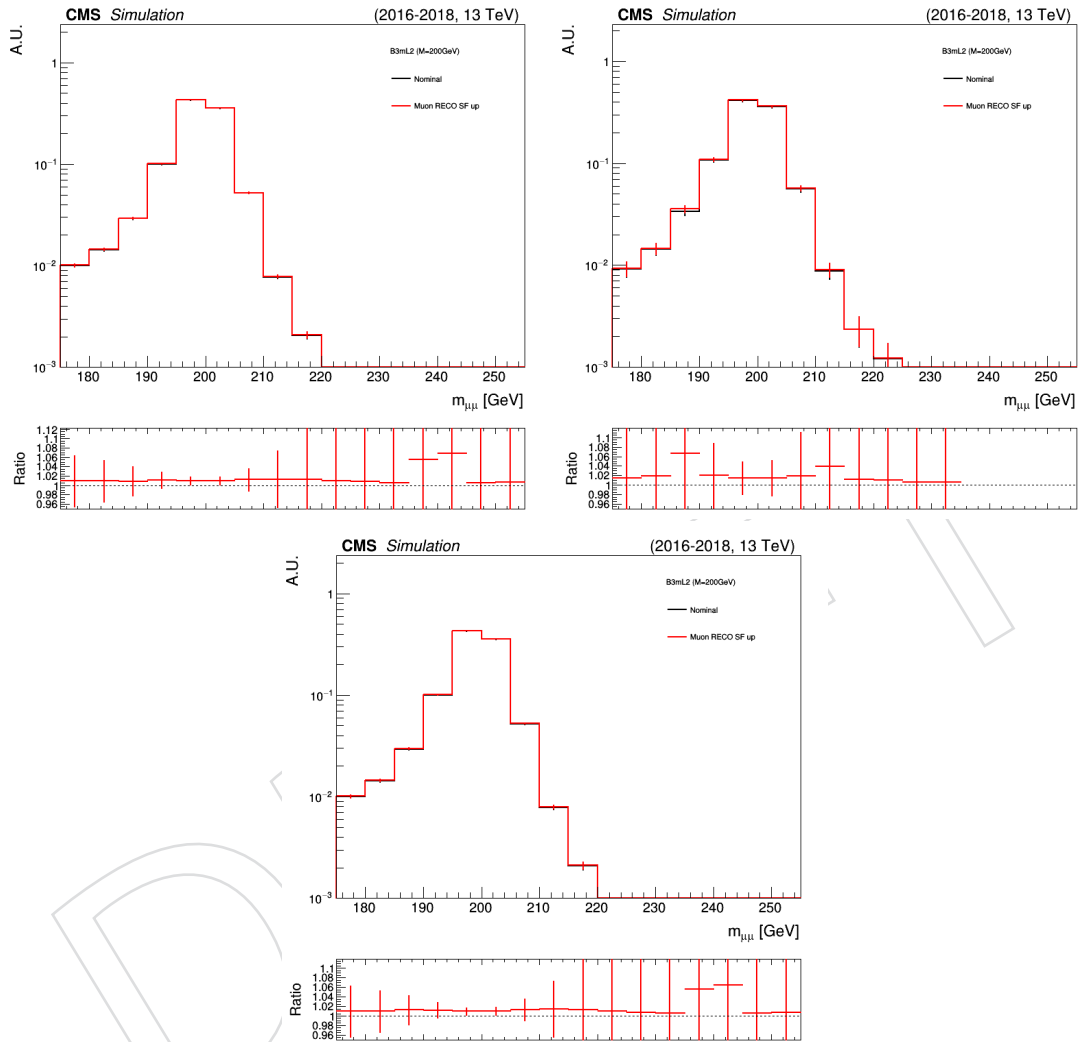 CMS Simulation (2016-2018, 13 TeV)
A.U.
B3mL2 (M=200GeV)
Nominal
Muon RECO SF up
1
10⁻¹
10⁻²
10⁻³
180 190 200 210 220 230 240 250
m_μμ [GeV]
Ratio
1.12
1.1
1.08
1.06
1.04
1.02
1
0.98
0.96
CMS Simulation (2016-2018, 13 TeV)
A.U.
B3mL2 (M=200GeV)
Nominal
Muon RECO SF up
1
10⁻¹
10⁻²
10⁻³
180 190 200 210 220 230 240 250
m_μμ [GeV]
Ratio
1.1
1.08
1.06
1.04
1.02
1
0.98
0.96
CMS Simulation (2016-2018, 13 TeV)
A.U.
B3mL2 (M=200GeV)
Nominal
Muon RECO SF up
1
10⁻¹
10⁻²
10⁻³
180 190 200 210 220 230 240 250
m_μμ [GeV]
Ratio
1.1
1.08
1.06
1.04
1.02
1
0.98
0.96